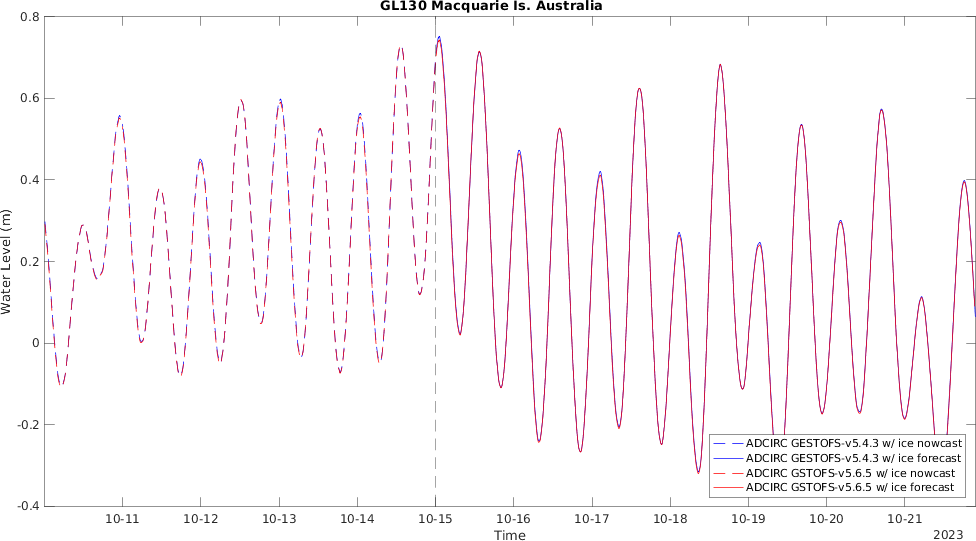 GL130 Macquarie Is. Australia
0.8
0.6
0.4
0.2
0
-0.2
-0.4
Water Level (m)
ADCIRC GESTOFS-v5.4.3 w/ ice nowcast
ADCIRC GESTOFS-v5.4.3 w/ ice forecast
ADCIRC GSTOFS-v5.6.5 w/ ice nowcast
ADCIRC GSTOFS-v5.6.5 w/ ice forecast
10-11 10-12 10-13 10-14 10-15 10-16 10-17 10-18 10-19 10-20 10-21
Time
2023